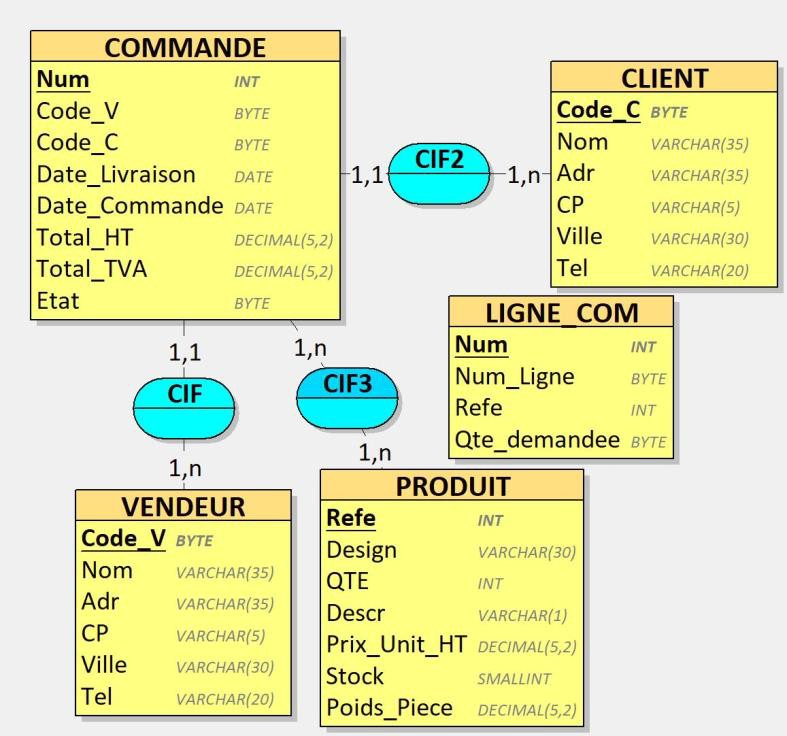 COMMANDE
Num INT
Code_V BYTE
Code_C BYTE
Date_Livraison DATE
Date_Commande DATE
Total_HT DECIMAL(5,2)
Total_TVA DECIMAL(5,2)
Etat BYTE
1,1
CIF2
1,n
CLIENT
Code_C BYTE
Nom VARCHAR(35)
Adr VARCHAR(35)
CP VARCHAR(5)
Ville VARCHAR(30)
Tel VARCHAR(20)
LIGNE_COM
Num INT
Num_Ligne BYTE
Refe INT
Qte_demandee BYTE
1,1
CIF
1,n
1,n
CIF3
1,n
VENDEUR
Code_V BYTE
Nom VARCHAR(35)
Adr VARCHAR(35)
CP VARCHAR(5)
Ville VARCHAR(30)
Tel VARCHAR(20)
PRODUIT
Refe INT
Design VARCHAR(30)
QTE INT
Descr VARCHAR(1)
Prix_Unit_HT DECIMAL(5,2)
Stock SMALLINT
Poids_Piece DECIMAL(5,2)